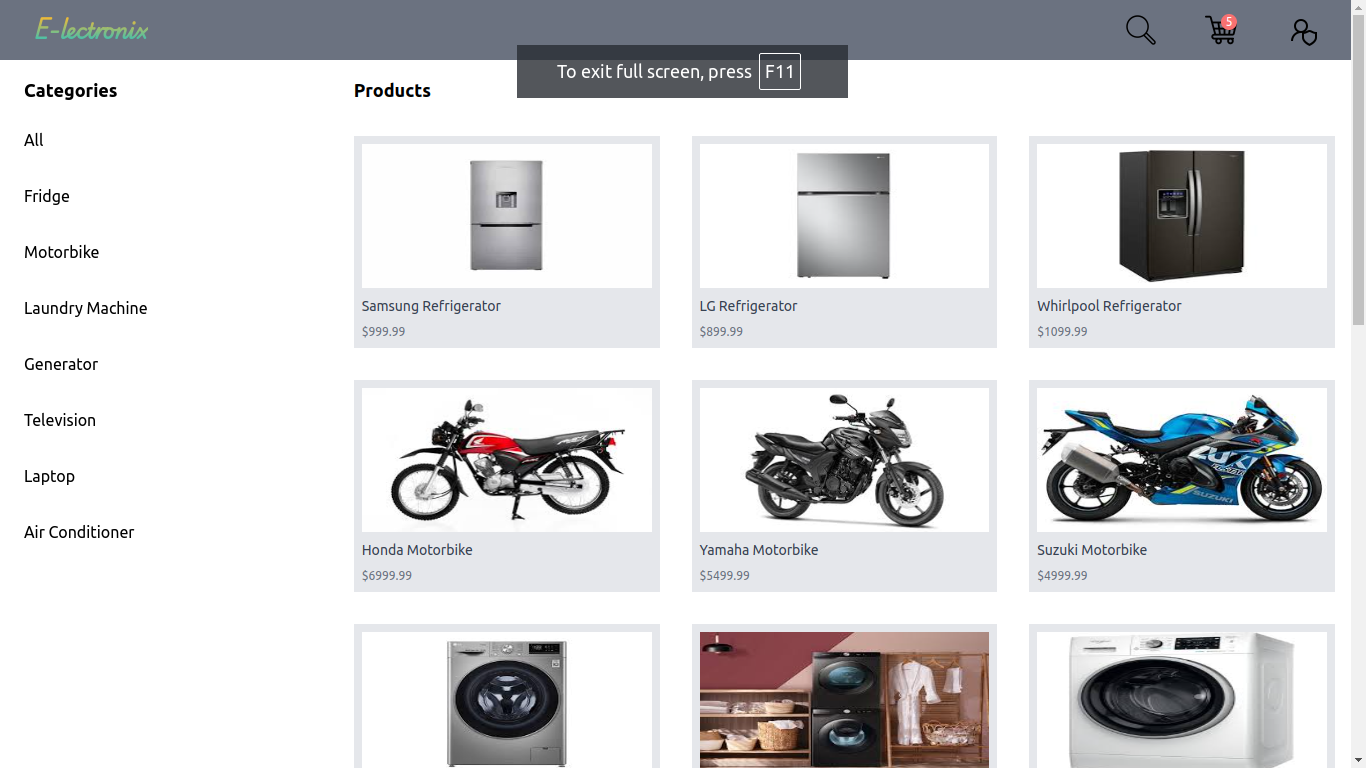 E-lectronix
5
To exit full screen, press F11
Categories
All
Fridge
Motorbike
Laundry Machine
Generator
Television
Laptop
Air Conditioner
Products
Samsung Refrigerator
$999.99
LG Refrigerator
$899.99
Whirlpool Refrigerator
$1099.99
Honda Motorbike
$6999.99
Yamaha Motorbike
$5499.99
SUZUKI
Suzuki Motorbike
$4999.99